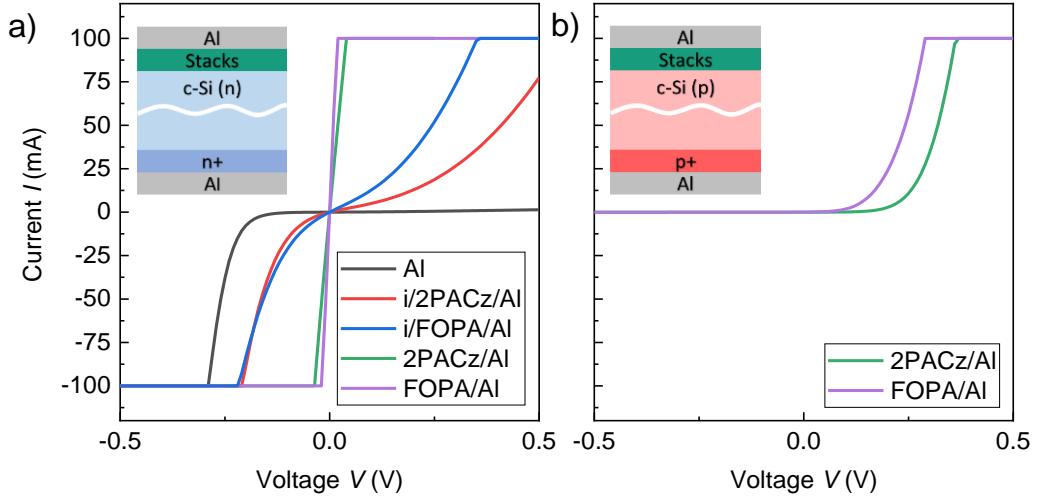 a)
Al
Stacks
c-Si (n)
n+
Al
100
75
50
25
0
-25
-50
-75
-100
Current I (mA)
-0.5
0.0
0.5
Voltage V (V)
Al
i/2PACz/Al
i/FOPA/Al
2PACz/Al
FOPA/Al
b)
Al
Stacks
c-Si (p)
p+
Al
-0.5
0.0
0.5
Voltage V (V)
2PACz/Al
FOPA/Al